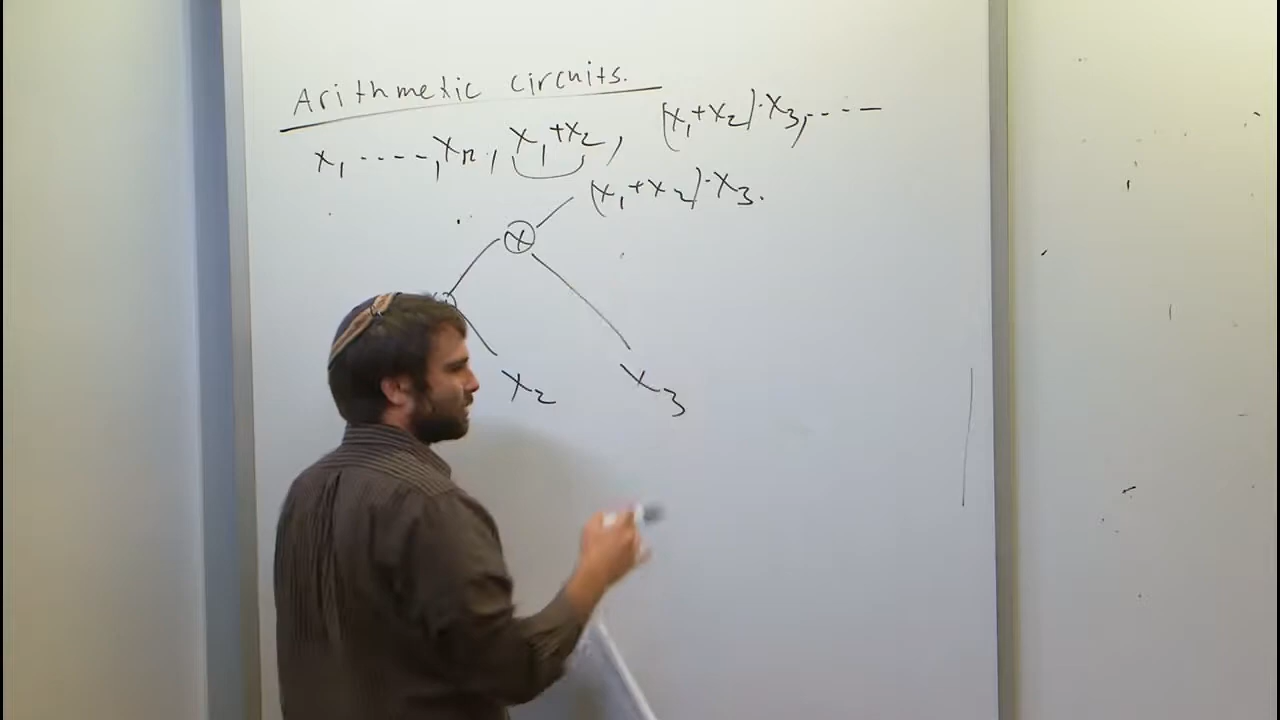 Arithmetic circuits.
x₁, ‑‑‑‑, xₙ, x₁+x₂, (x₁+x₂)·x₃, ‑‑‑‑
(x₁+x₂)·x₃.
×
x₂ x₃